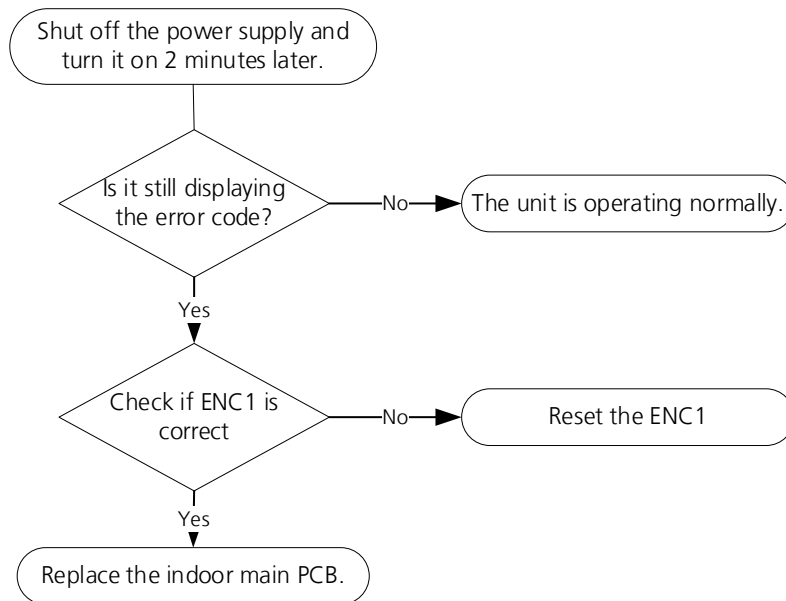 Shut off the power supply and
turn it on 2 minutes later.
Is it still displaying
the error code?
No
The unit is operating normally.
Yes
Check if ENC1 is
correct
No
Reset the ENC1
Yes
Replace the indoor main PCB.